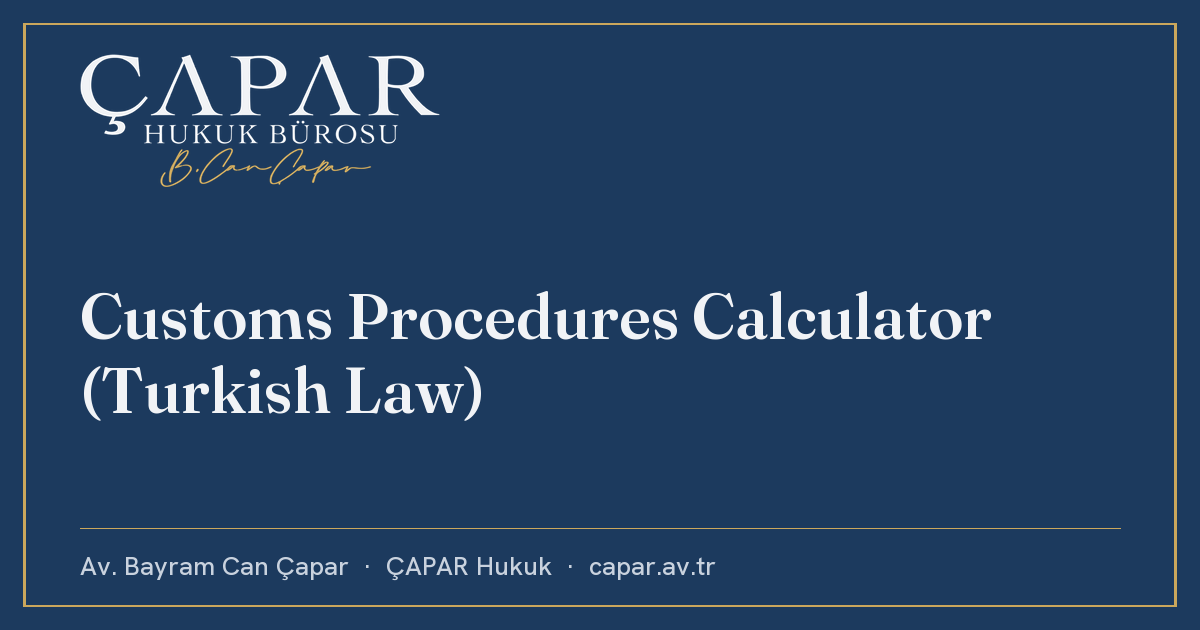 ÇAPAR
HUKUK BÜROSU
B.Can Çapar
Customs Procedures Calculator
(Turkish Law)
Av. Bayram Can Çapar · ÇAPAR Hukuk · capar.av.tr